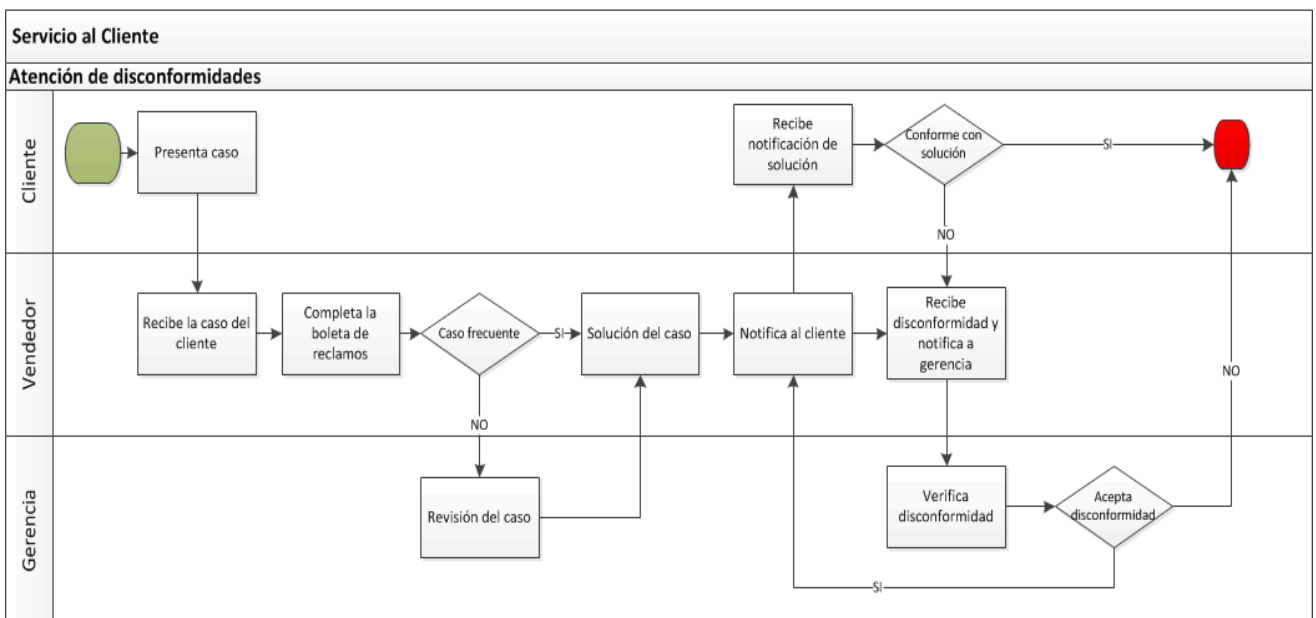 Servicio al Cliente
Atención de disconformidades
Cliente
Presenta caso
Recibe
notificación de
solución
Conforme con
solución
SI
NO
Vendedor
Recibe la caso del
cliente
Completa la
boleta de
reclamos
Caso frecuente
SI
Solución del caso
Notifica al cliente
Recibe
disconformidad y
notifica a
gerencia
NO
NO
Gerencia
Revisión del caso
Verifica
disconformidad
Acepta
disconformidad
SI